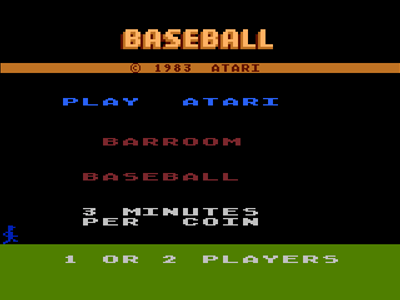 BASEBALL
© 1983 ATARI
PLAY ATARI
BARROOM
BASEBALL
3 MINUTES
PER COIN
1 OR 2 PLAYERS